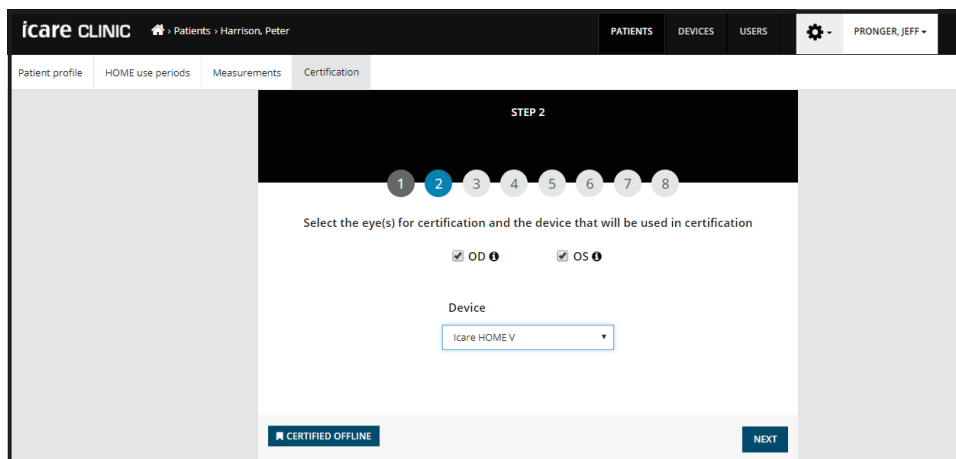 icare CLINIC › Patients › Harrison, Peter PATIENTS DEVICES USERS PRONGER, JEFF
Patient profile HOME use periods Measurements Certification
STEP 2
1 2 3 4 5 6 7 8
Select the eye(s) for certification and the device that will be used in certification
OD OS
Device
Icare HOME V
CERTIFIED OFFLINE NEXT